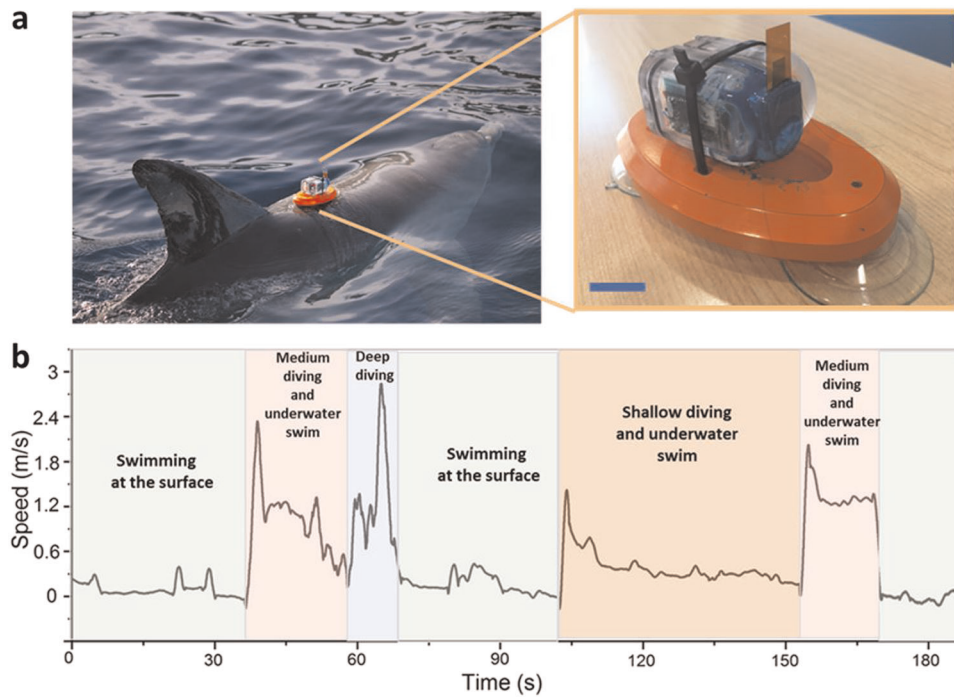 a
b
Speed (m/s)
3
2.4
1.8
1.2
0.6
0
Swimming
at the surface
Medium
diving
and
underwater
swim
Deep
diving
Swimming
at the surface
Shallow diving
and underwater
swim
Medium
diving
and
underwater
swim
0
30
60
90
120
150
180
Time (s)